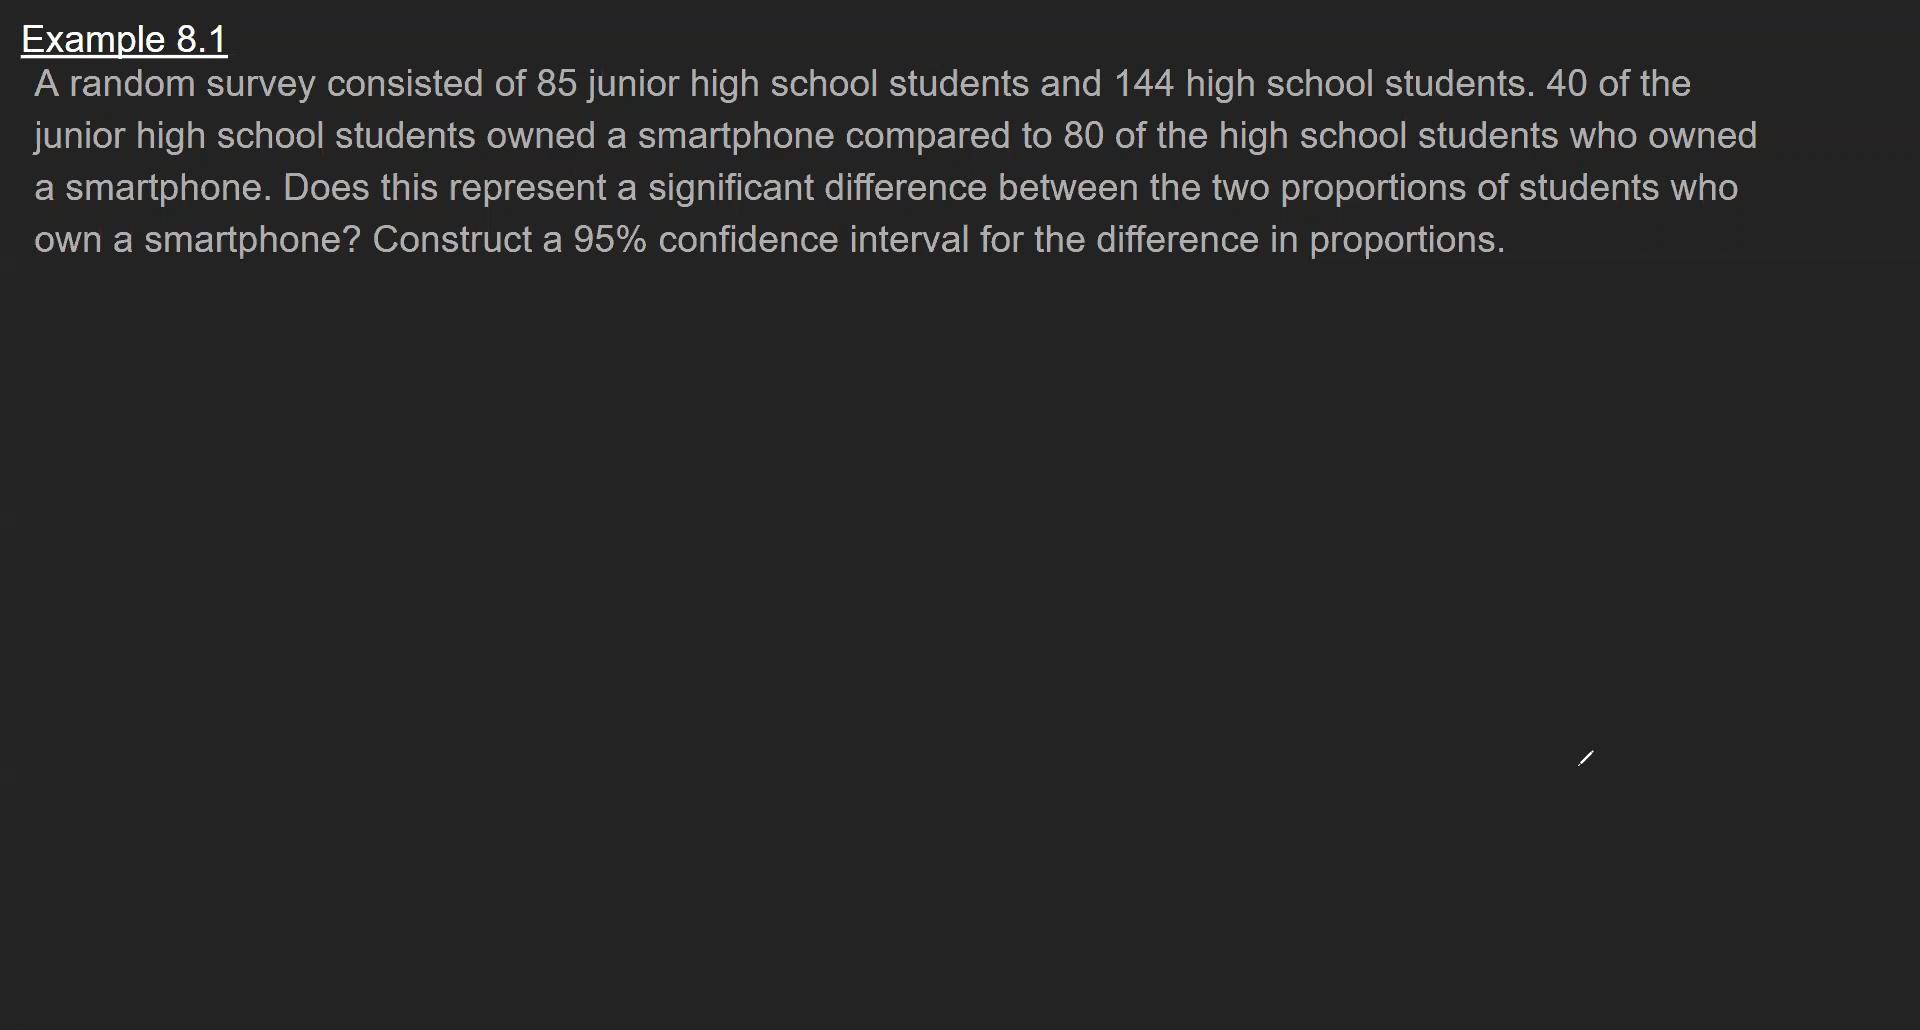 Example 8.1
A random survey consisted of 85 junior high school students and 144 high school students. 40 of the
junior high school students owned a smartphone compared to 80 of the high school students who owned
a smartphone. Does this represent a significant difference between the two proportions of students who
own a smartphone? Construct a 95% confidence interval for the difference in proportions.